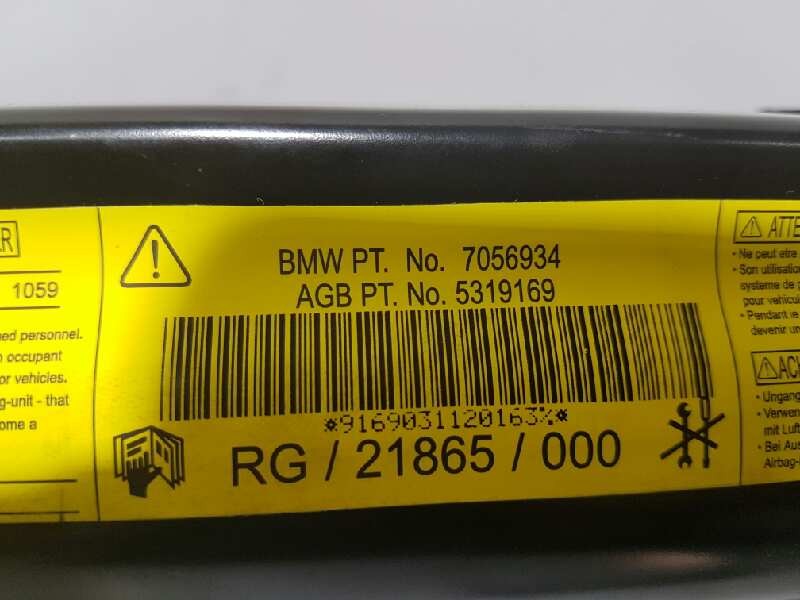 AR
1059
ed personnel.
occupant
or vehicles.
g-unit - that
ome a
BMW PT. No. 7056934
AGB PT. No. 5319169
*9169031120163%*
RG / 21865 / 000
ATTE
• Ne peut etre
• Son utilisation
systeme de p
pour vehicul
• Pendant le
devenir un
ACH
• Ungang
• Verwen
mit Luft
• Bei Aus
Airbag-